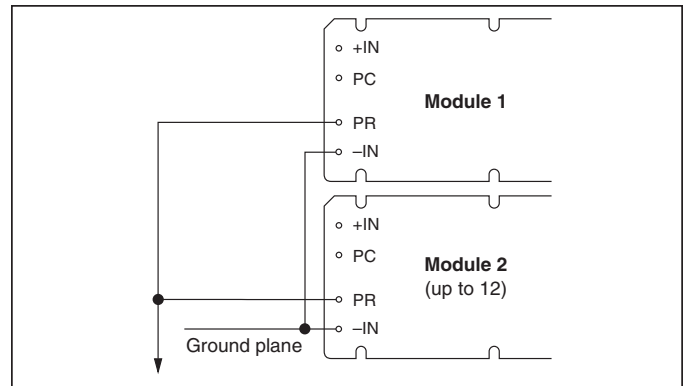 +IN
PC
Module 1
PR
–IN
+IN
PC
Module 2
(up to 12)
PR
–IN
Ground plane